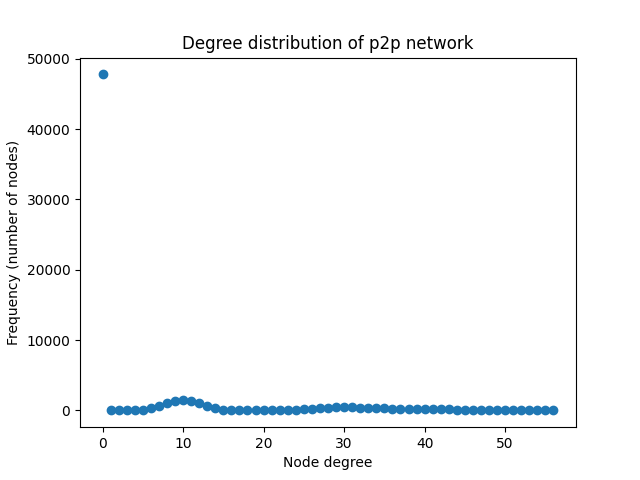 Degree distribution of p2p network
Frequency (number of nodes)
50000
40000
30000
20000
10000
0
0 10 20 30 40 50
Node degree